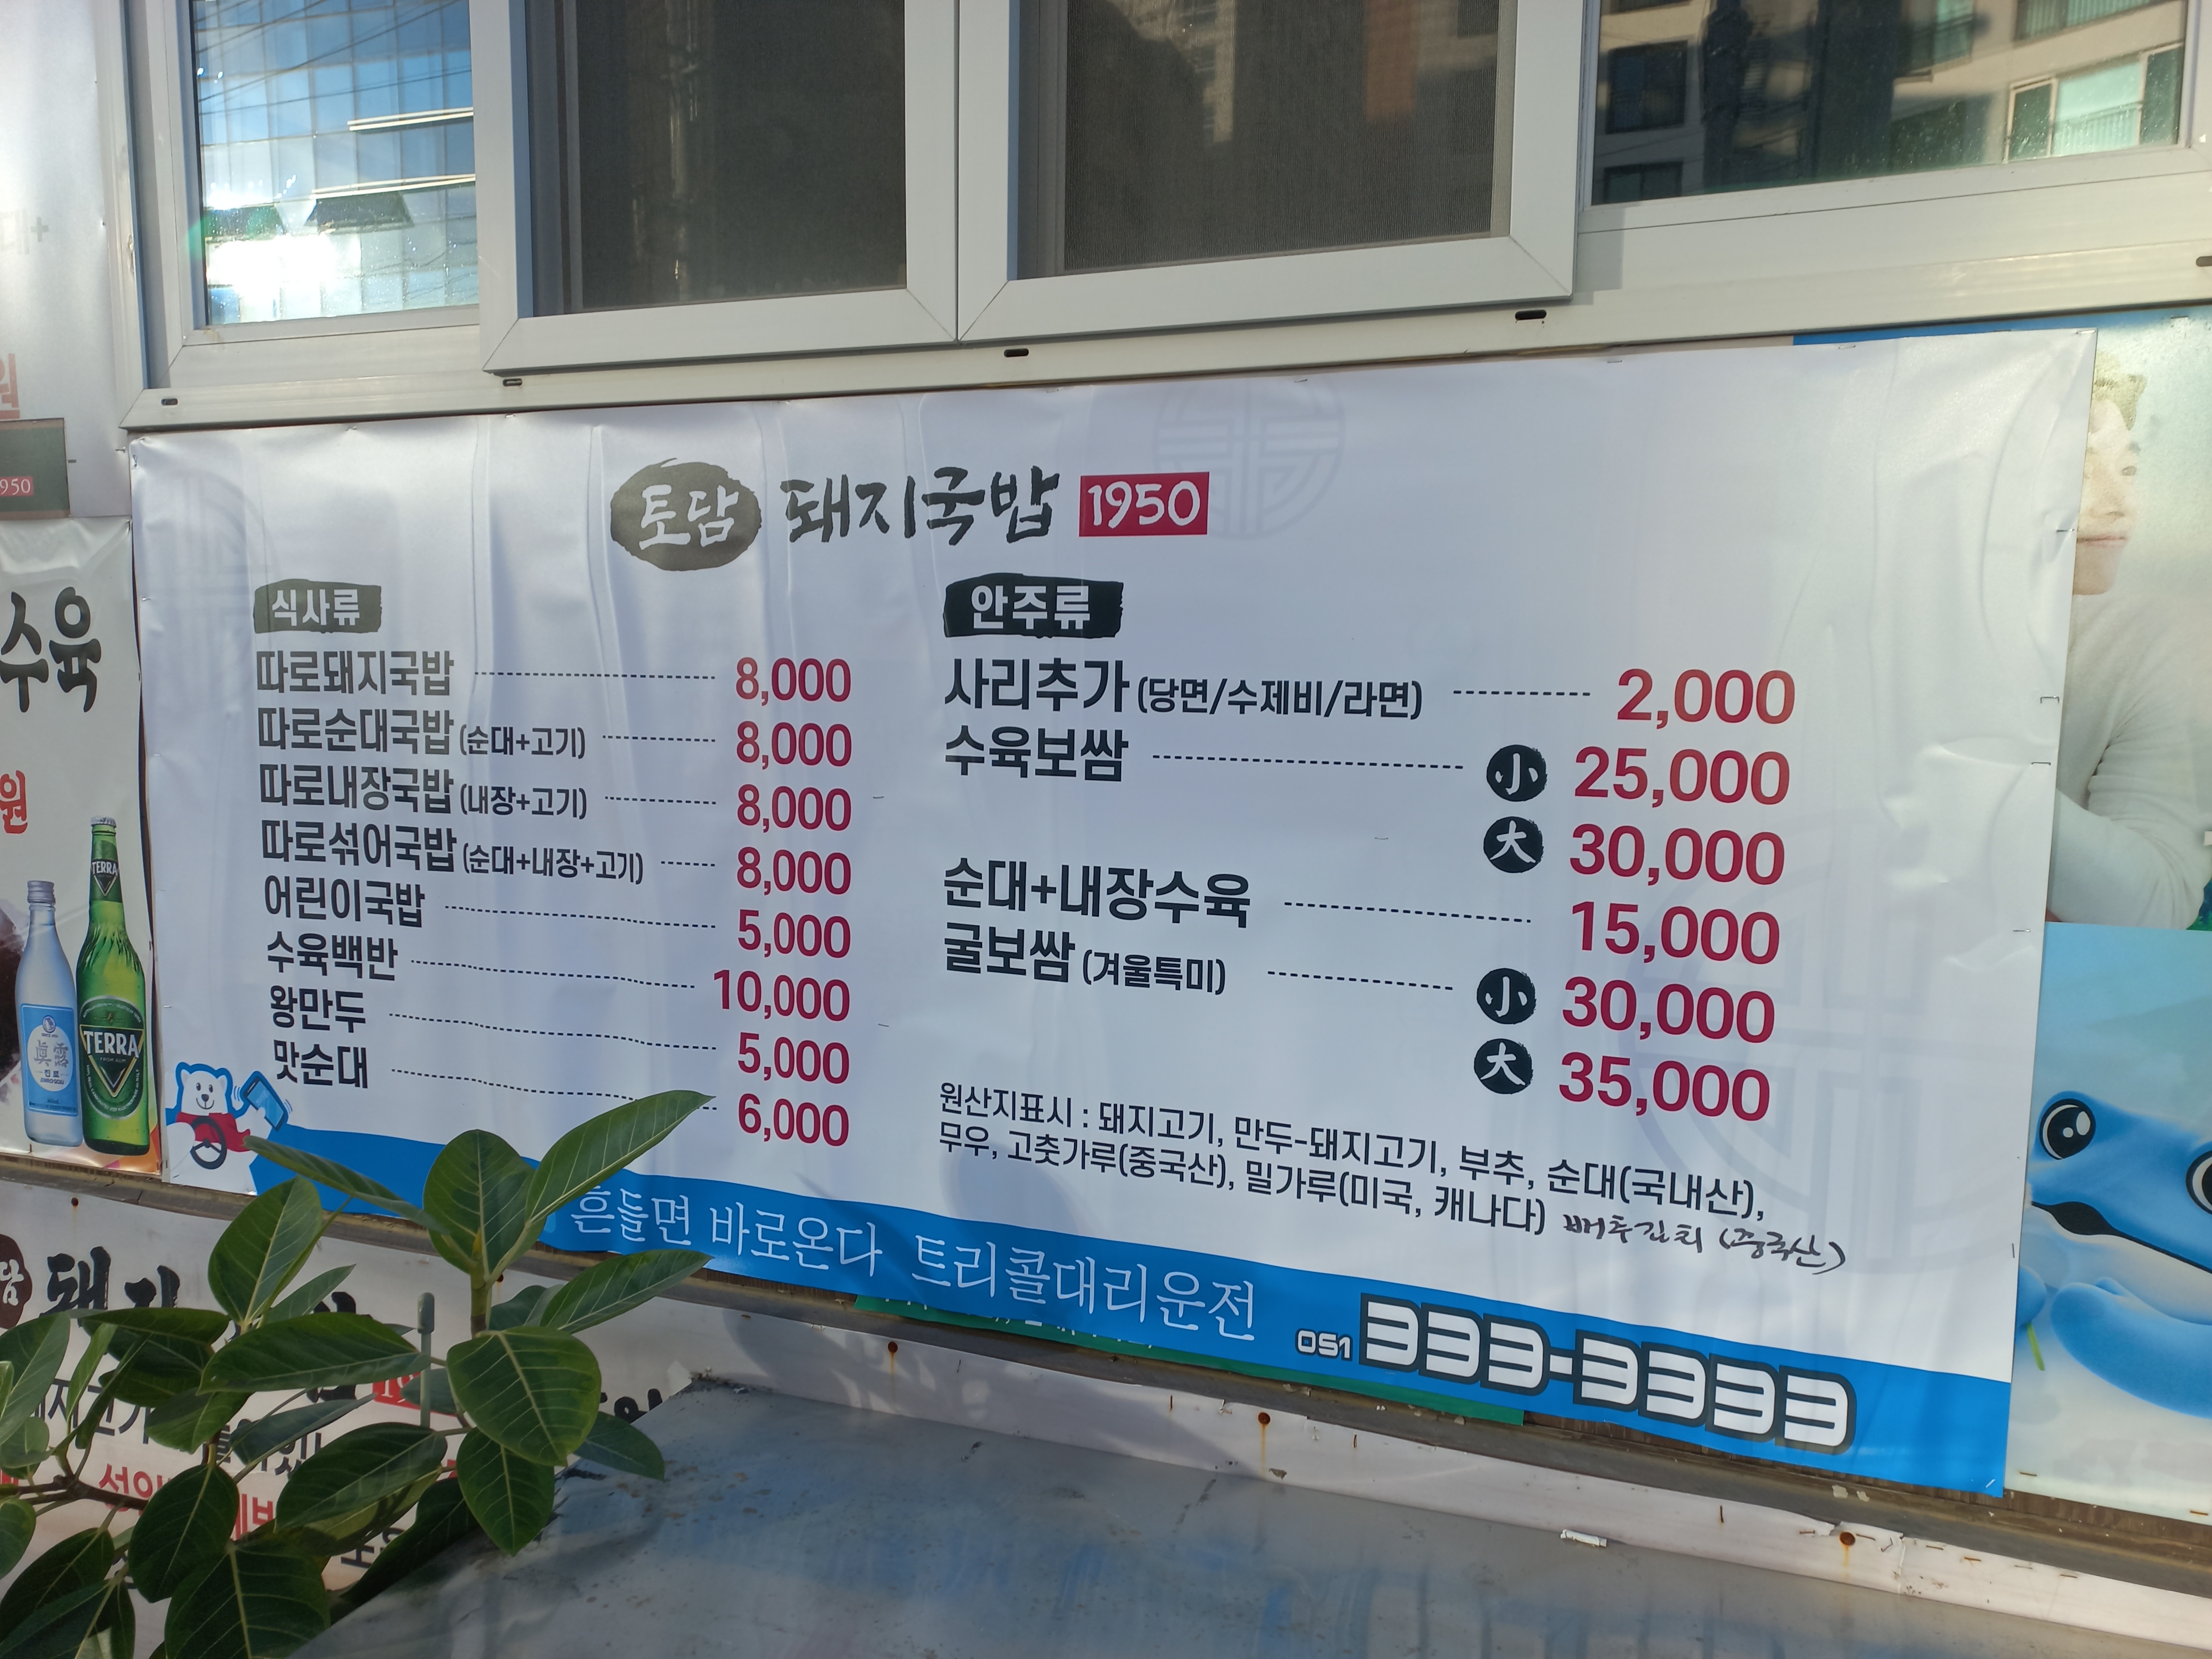 토담 돼지국밥 1950
식사류
따로돼지국밥 8,000
따로순대국밥 (순대+고기) 8,000
따로내장국밥 (내장+고기) 8,000
따로섞어국밥 (순대+내장+고기) 8,000
어린이국밥 5,000
수육백반 10,000
왕만두 5,000
맛순대 6,000
안주류
사리추가 (당면/수제비/라면) 2,000
수육보쌈 小 25,000
大 30,000
순대+내장수육 15,000
굴보쌈 (겨울특미) 小 30,000
大 35,000
원산지표시 : 돼지고기, 만두-돼지고기, 부추, 순대(국내산),
무우, 고춧가루(중국산), 밀가루(미국, 캐나다) 배추김치 (중국산)
흔들면 바로온다 트리콜대리운전 051 333-3333
원
1950
수육
원
TERRA
TERRA
眞露
담 돼지